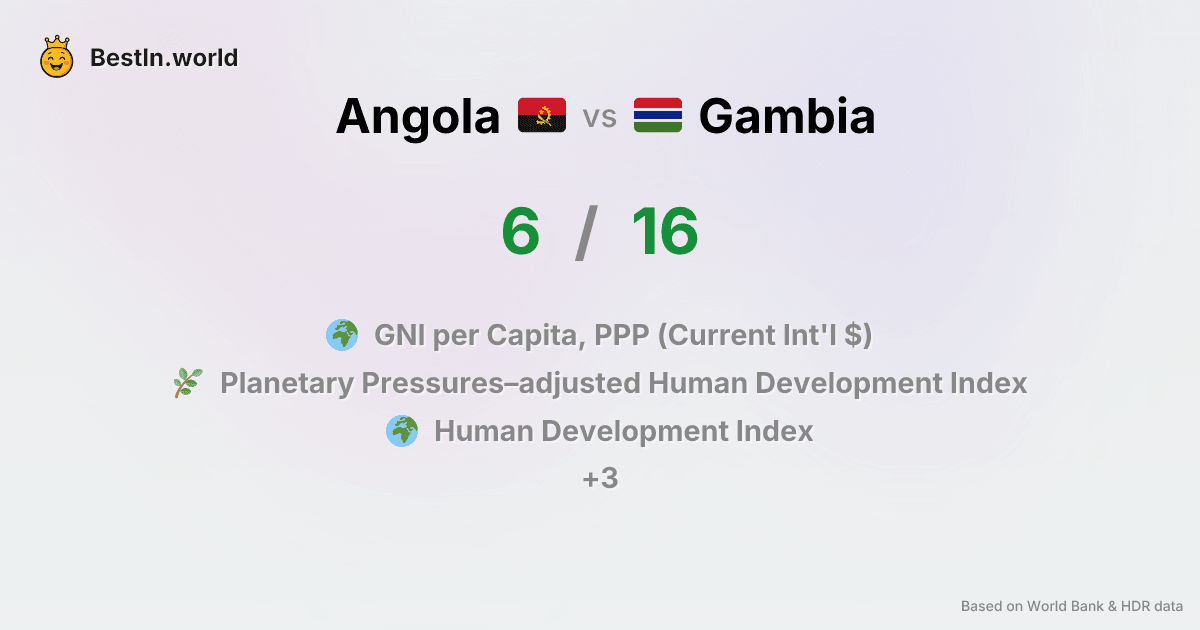 BestIn.world
Angola vs Gambia
6 / 16
GNI per Capita, PPP (Current Int'l $)
Planetary Pressures–adjusted Human Development Index
Human Development Index
+3
Based on World Bank & HDR data